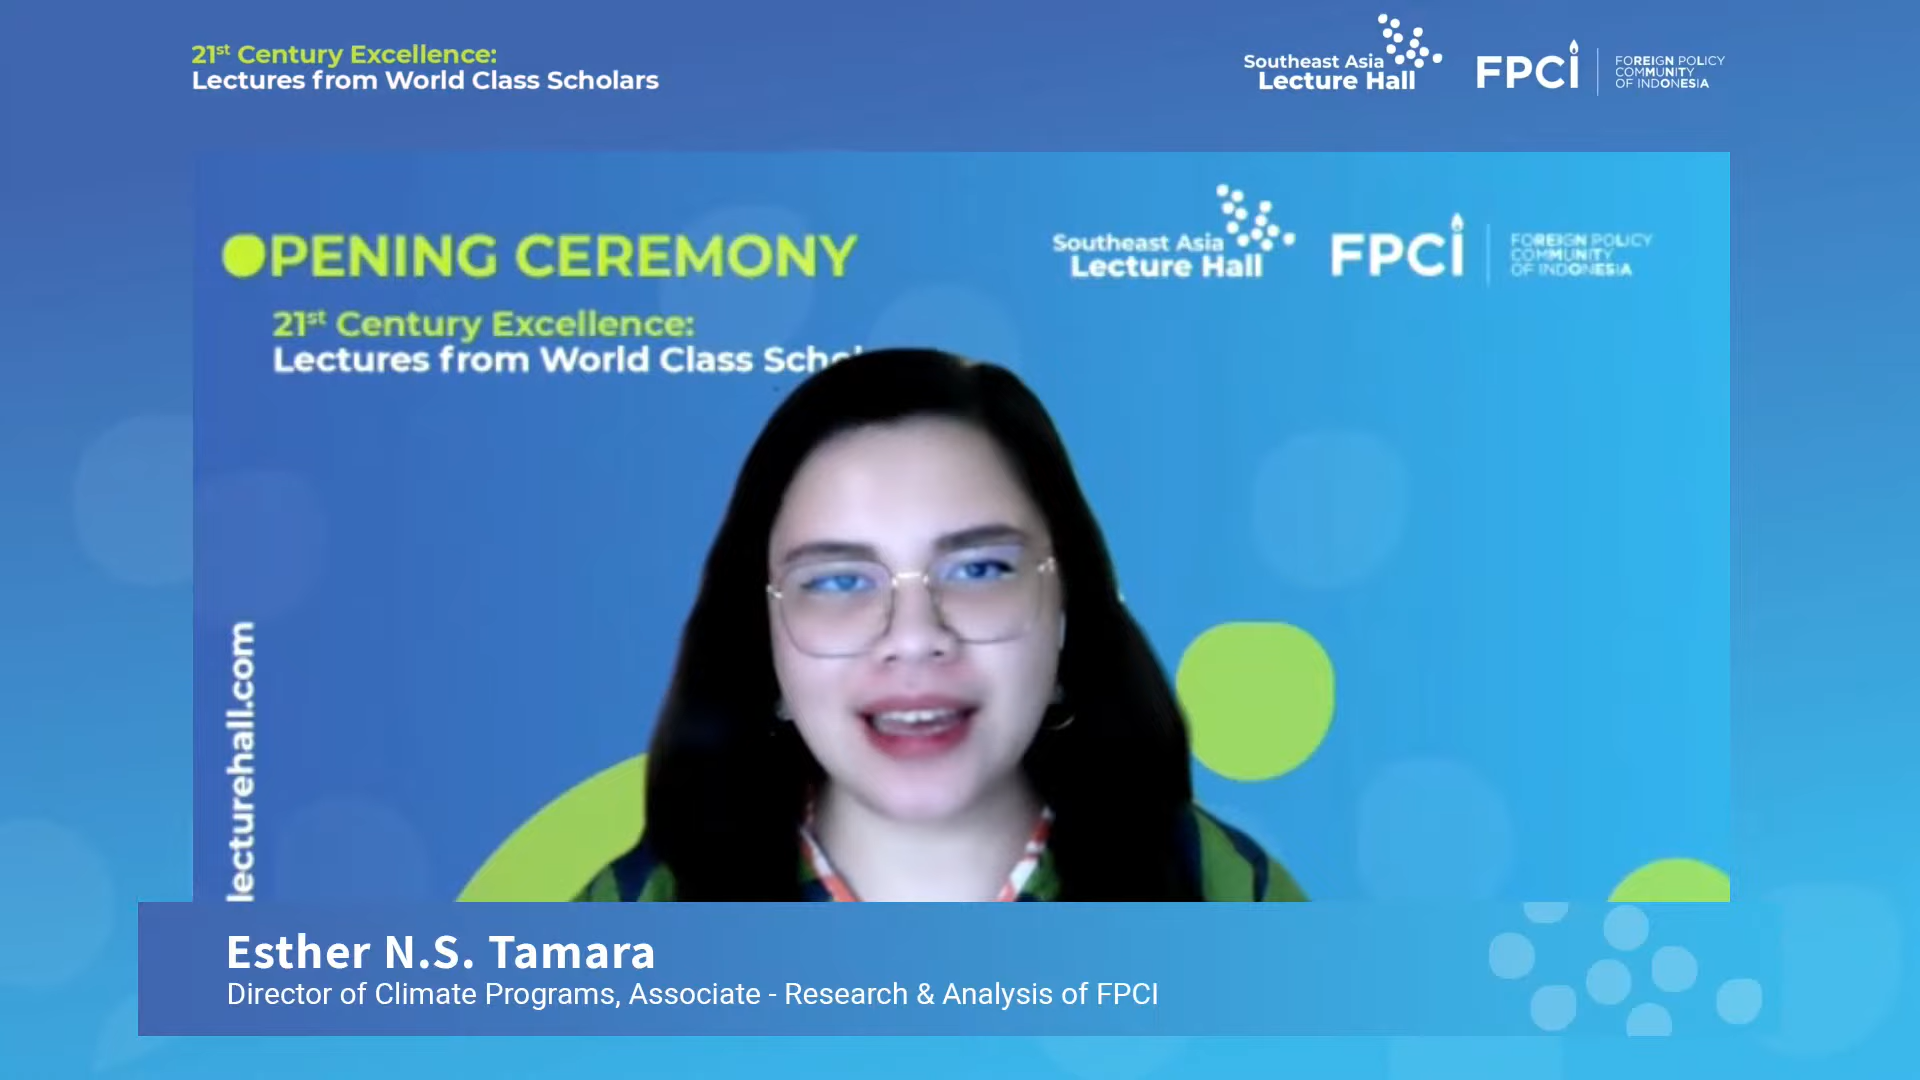 21st Century Excellence:
Lectures from World Class Scholars
Southeast Asia
Lecture Hall
FPCI
FOREIGN POLICY
COMMUNITY
OF INDONESIA
OPENING CEREMONY
21st Century Excellence:
Lectures from World Class
Southeast Asia
Lecture Hall
FPCI
FOREIGN POLICY
COMMUNITY
OF INDONESIA
lecturehall.com
Esther N.S. Tamara
Director of Climate Programs, Associate - Research & Analysis of FPCI